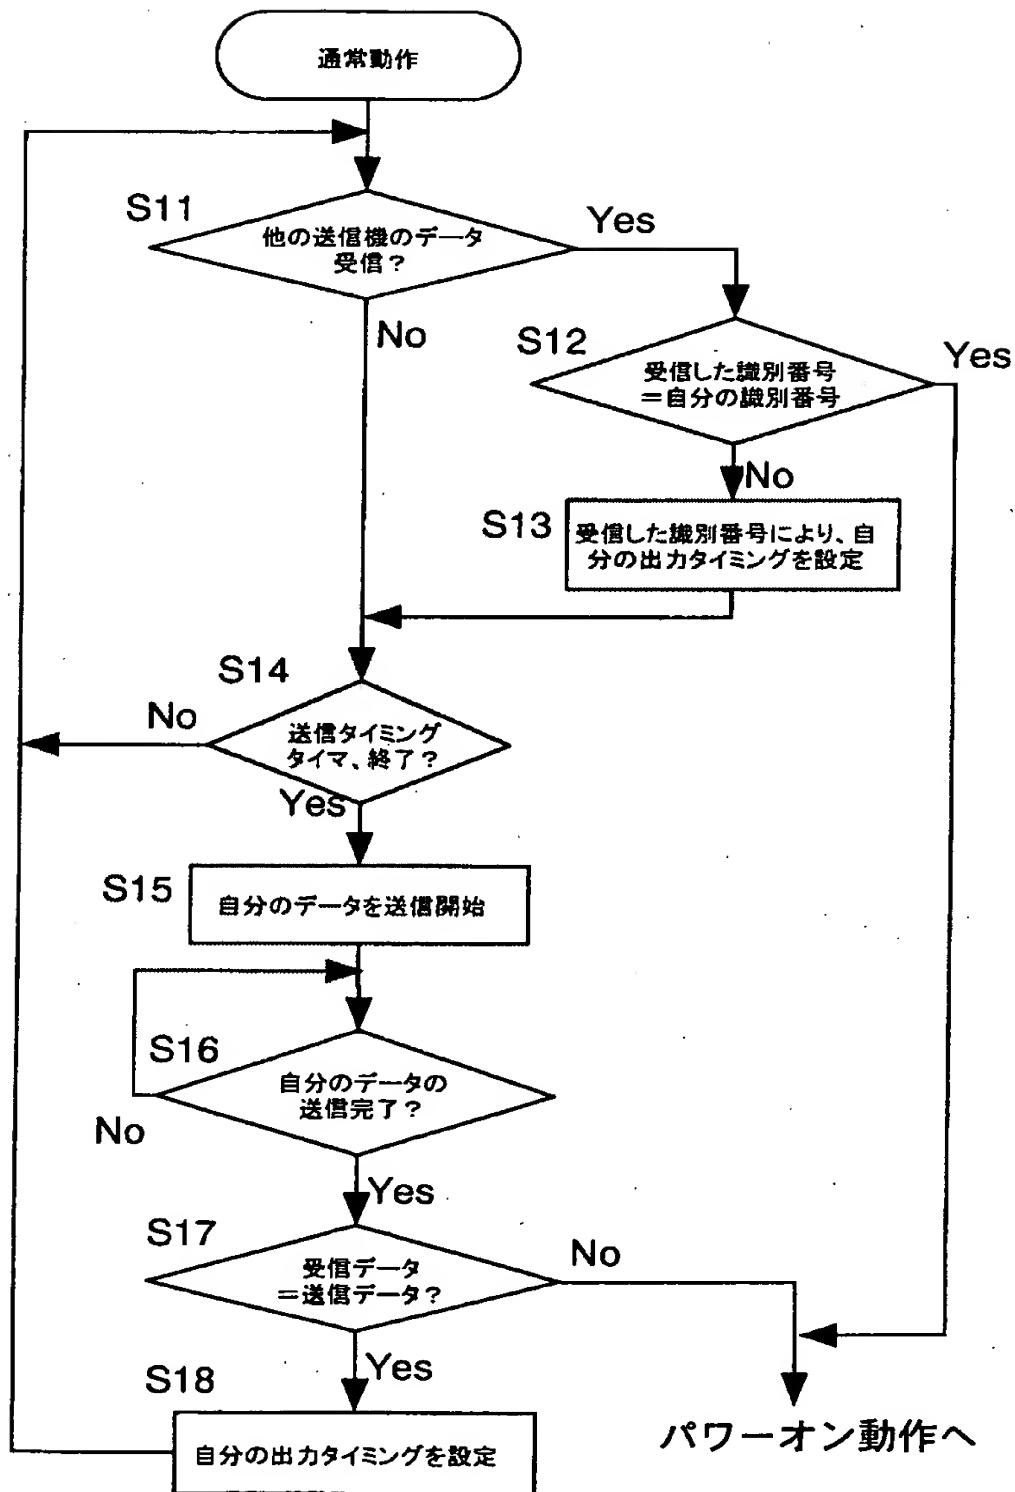 通常動作
S11
他の送信機のデータ
受信？
Yes
No
S12
受信した識別番号
＝自分の識別番号
Yes
No
S13
受信した識別番号により、自
分の出力タイミングを設定
S14
送信タイミング
タイマ、終了？
No
Yes
S15
自分のデータを送信開始
S16
自分のデータの
送信完了？
No
Yes
S17
受信データ
＝送信データ？
No
Yes
S18
自分の出力タイミングを設定
パワーオン動作へ